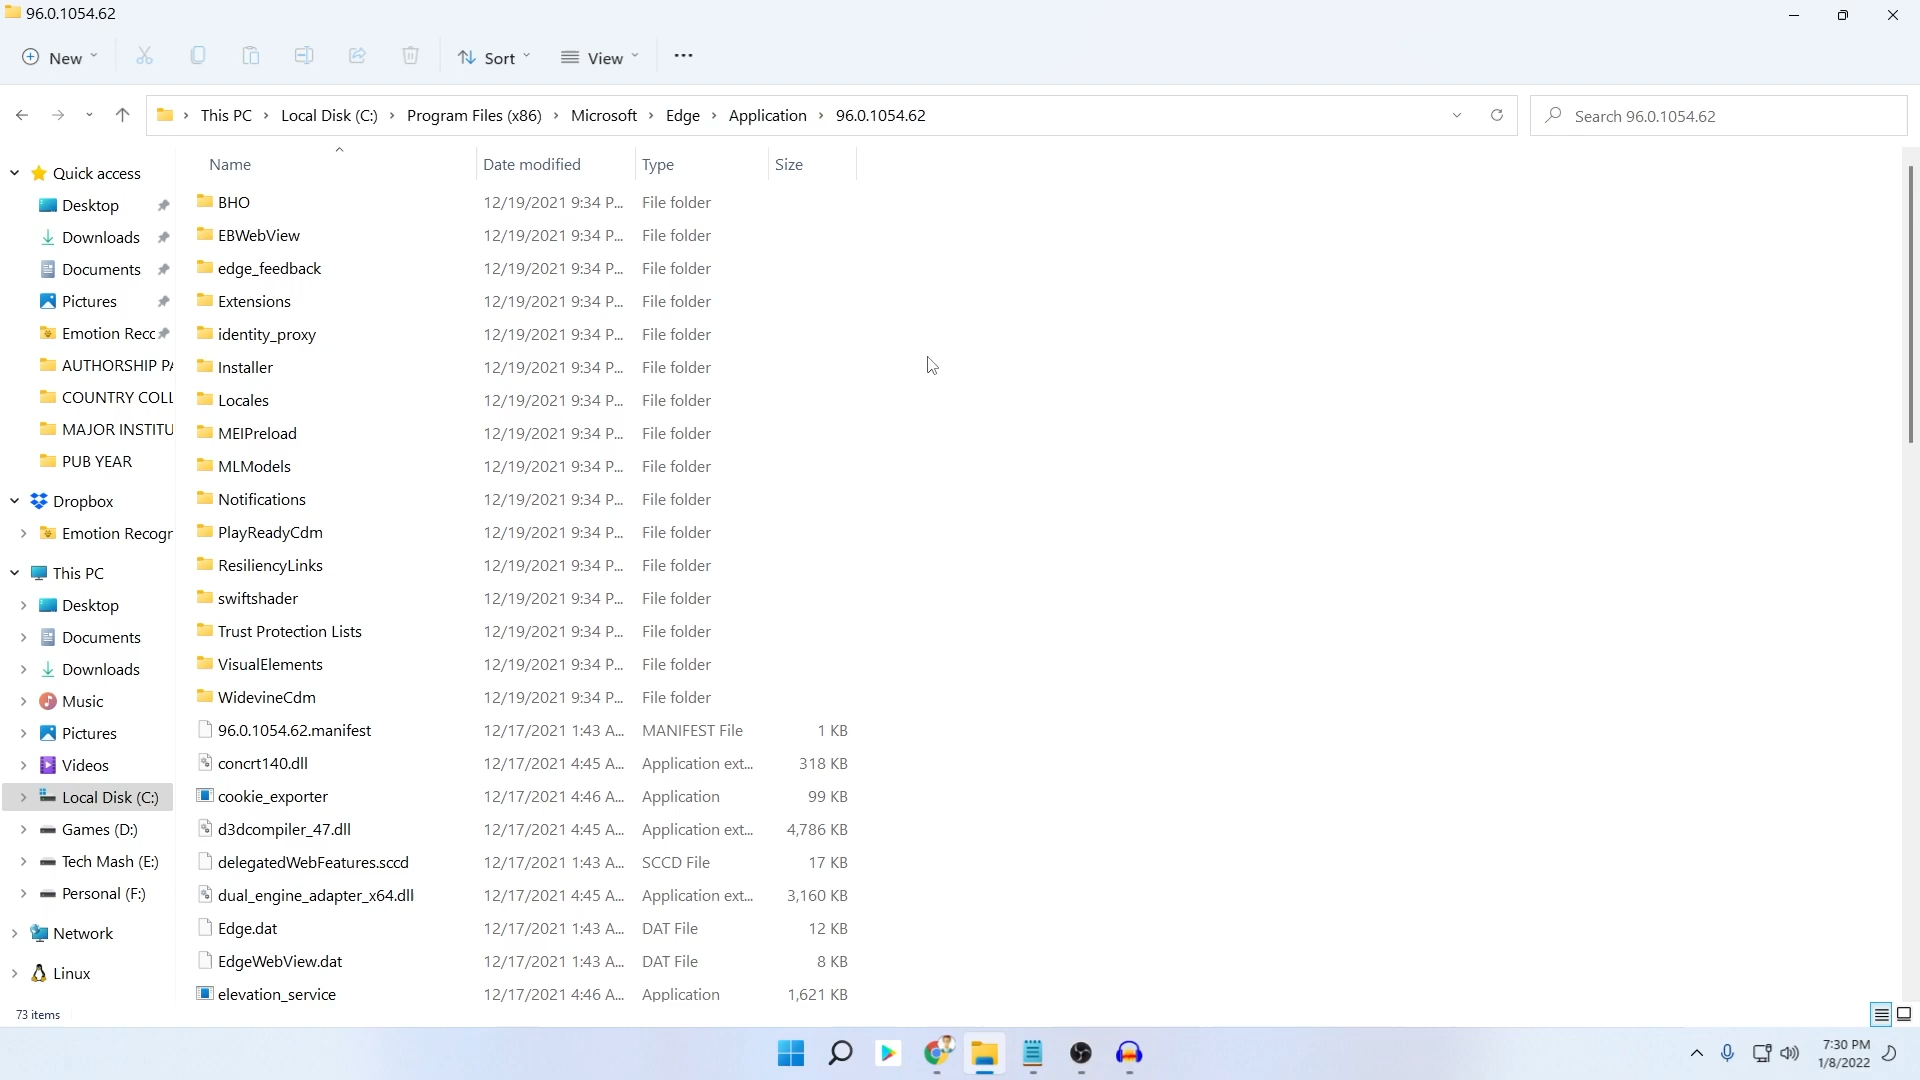 96.0.1054.62
New Sort View
This PC Local Disk (C:) Program Files (x86) Microsoft Edge Application 96.0.1054.62 Search 96.0.1054.62
Quick access
Desktop
Downloads
Documents
Pictures
Emotion Recc
AUTHORSHIP PA
COUNTRY COLL
MAJOR INSTITU
PUB YEAR
Dropbox
Emotion Recogr
This PC
Desktop
Documents
Downloads
Music
Pictures
Videos
Local Disk (C:)
Games (D:)
Tech Mash (E:)
Personal (F:)
Network
Linux
Name Date modified Type Size
BHO 12/19/2021 9:34 P... File folder
EBWebView 12/19/2021 9:34 P... File folder
edge_feedback 12/19/2021 9:34 P... File folder
Extensions 12/19/2021 9:34 P... File folder
identity_proxy 12/19/2021 9:34 P... File folder
Installer 12/19/2021 9:34 P... File folder
Locales 12/19/2021 9:34 P... File folder
MEIPreload 12/19/2021 9:34 P... File folder
MLModels 12/19/2021 9:34 P... File folder
Notifications 12/19/2021 9:34 P... File folder
PlayReadyCdm 12/19/2021 9:34 P... File folder
ResiliencyLinks 12/19/2021 9:34 P... File folder
swiftshader 12/19/2021 9:34 P... File folder
Trust Protection Lists 12/19/2021 9:34 P... File folder
VisualElements 12/19/2021 9:34 P... File folder
WidevineCdm 12/19/2021 9:34 P... File folder
96.0.1054.62.manifest 12/17/2021 1:43 A... MANIFEST File 1 KB
concrt140.dll 12/17/2021 4:45 A... Application ext... 318 KB
cookie_exporter 12/17/2021 4:46 A... Application 99 KB
d3dcompiler_47.dll 12/17/2021 4:45 A... Application ext... 4,786 KB
delegatedWebFeatures.sccd 12/17/2021 1:43 A... SCCD File 17 KB
dual_engine_adapter_x64.dll 12/17/2021 4:45 A... Application ext... 3,160 KB
Edge.dat 12/17/2021 1:43 A... DAT File 12 KB
EdgeWebView.dat 12/17/2021 1:43 A... DAT File 8 KB
elevation_service 12/17/2021 4:46 A... Application 1,621 KB
73 items
7:30 PM
1/8/2022